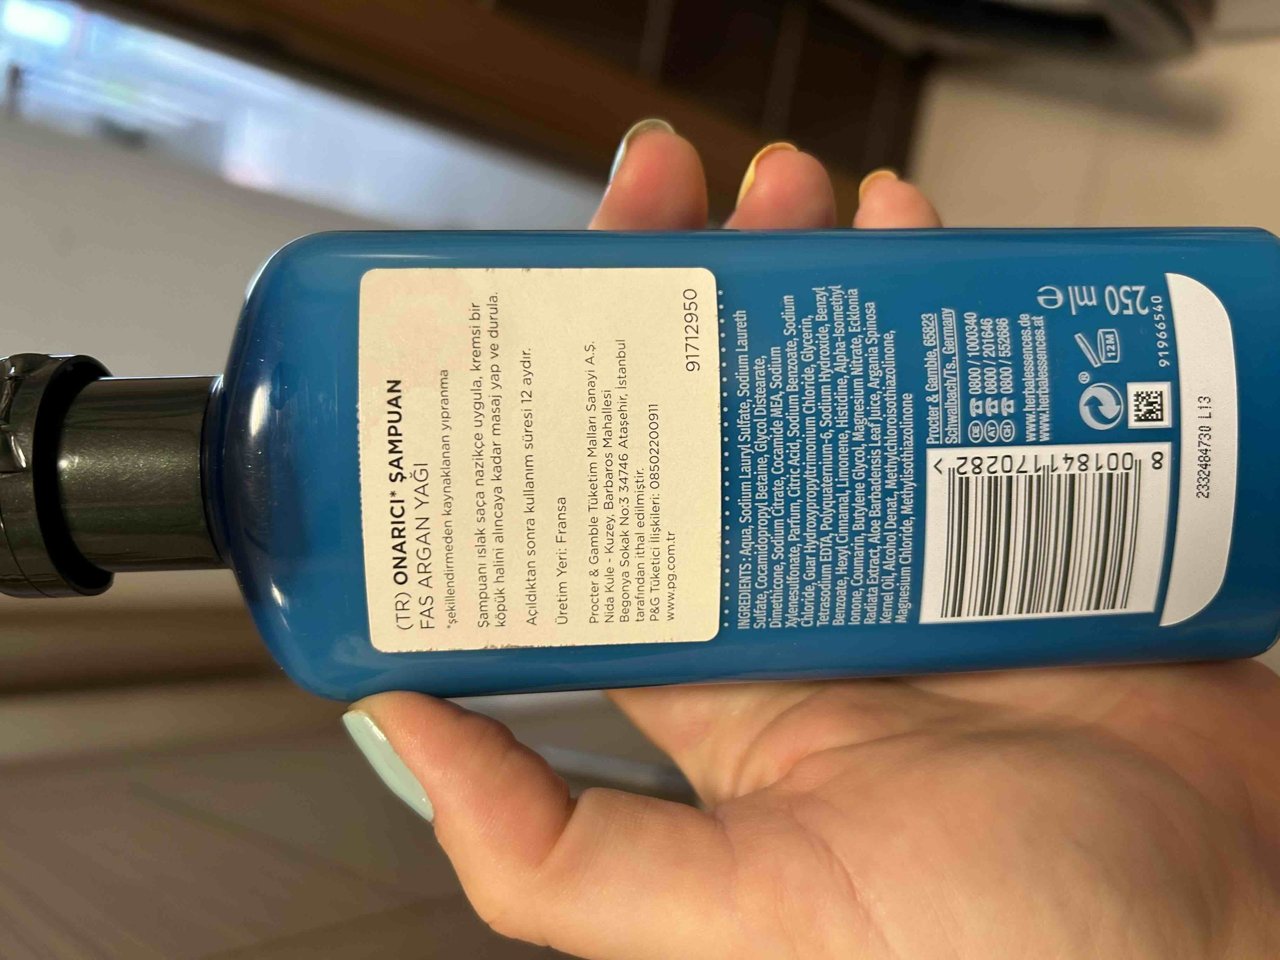 (TR) ONARICI* ŞAMPUAN
FAS ARGAN YAĞI
*şekillendirmeden kaynaklanan yıpranma
Şampuanı ıslak saça nazikçe uygula, kremsi bir
köpük halini alıncaya kadar masaj yap ve durula.
Açıldıktan sonra kullanım süresi 12 aydır.
Üretim Yeri: Fransa
Procter & Gamble Tüketim Malları Sanayi A.Ş.
Nida Kule - Kuzey, Barbaros Mahallesi
Begonya Sokak No:3 34746 Ataşehir, İstanbul
tarafından ithal edilmiştir.
P&G Tüketici İlişkileri: 08502200911
www.pg.com.tr
91712950
INGREDIENTS: Aqua, Sodium Lauryl Sulfate, Sodium Laureth
Sulfate, Cocamidopropyl Betaine, Glycol Distearate,
Dimethicone, Sodium Citrate, Cocamide MEA, Sodium
Xylenesulfonate, Parfum, Citric Acid, Sodium Benzoate, Sodium
Chloride, Guar Hydroxypropyltrimonium Chloride, Glycerin,
Tetrasodium EDTA, Polyquaternium-6, Sodium Hydroxide, Benzyl
Benzoate, Hexyl Cinnamal, Limonene, Histidine, Alpha-Isomethyl
Ionone, Coumarin, Butylene Glycol, Magnesium Nitrate, Ecklonia
Radiata Extract, Aloe Barbadensis Leaf Juice, Argania Spinosa
Kernel Oil, Alcohol Denat., Methylchloroisothiazolinone,
Magnesium Chloride, Methylisothiazolinone
Procter & Gamble, 65823
Schwalbach/Ts., Germany
DE 0800 / 1000340
AT 0800 / 201646
CH 0800 / 552686
www.herbalessences.de
www.herbalessences.at
8 001841 170282 >
12M
250 ml e
91966540
2332484730 L13